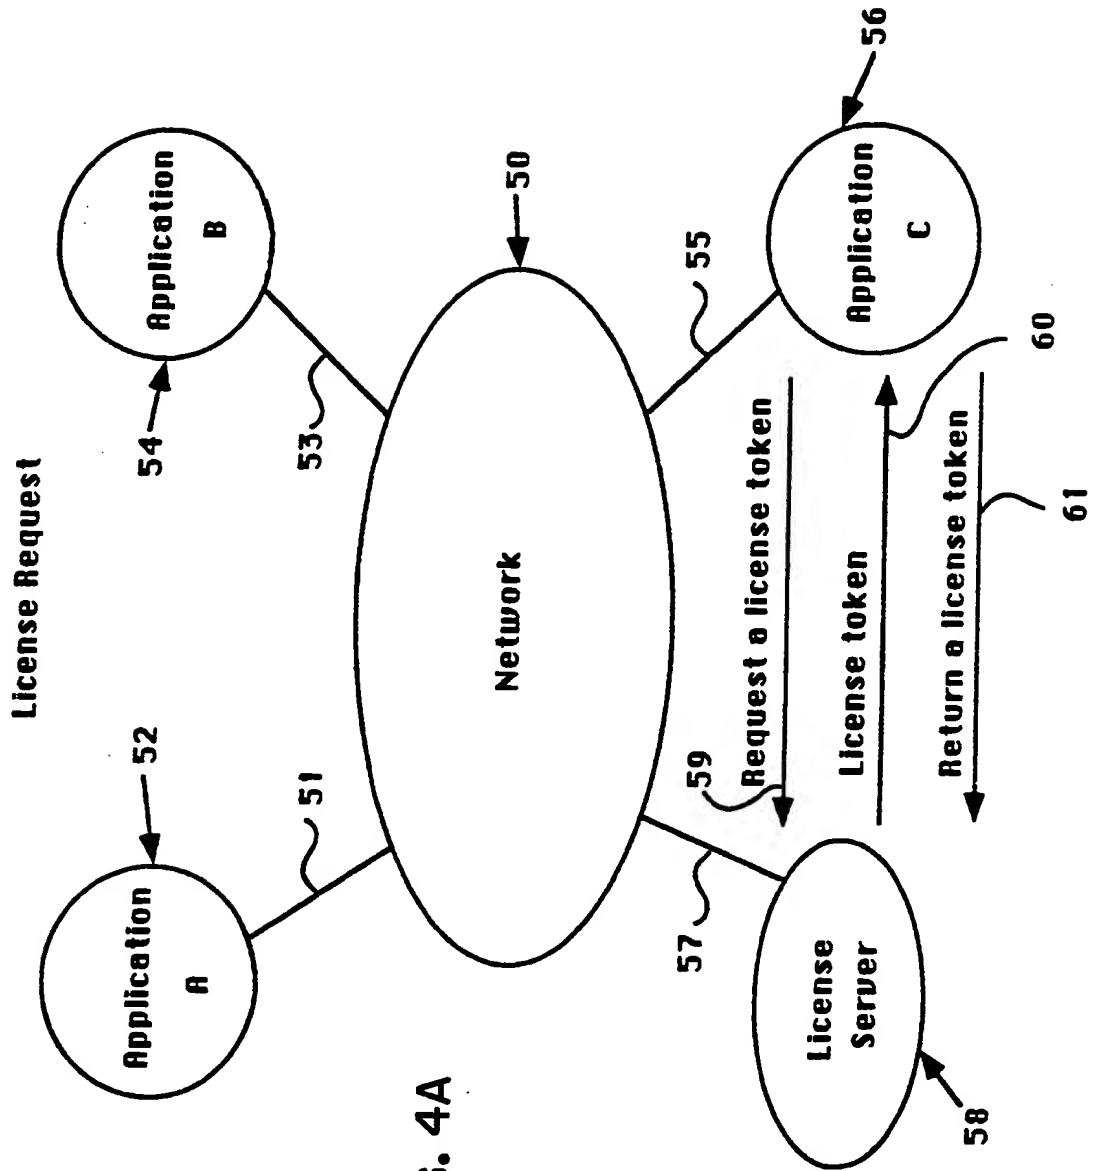 License Request
52
Application
A
51
54
Application
B
53
50
Network
57
55
59
Request a license token
56
Application
C
License
Server
58
License token
60
Return a license token
61
. 4A